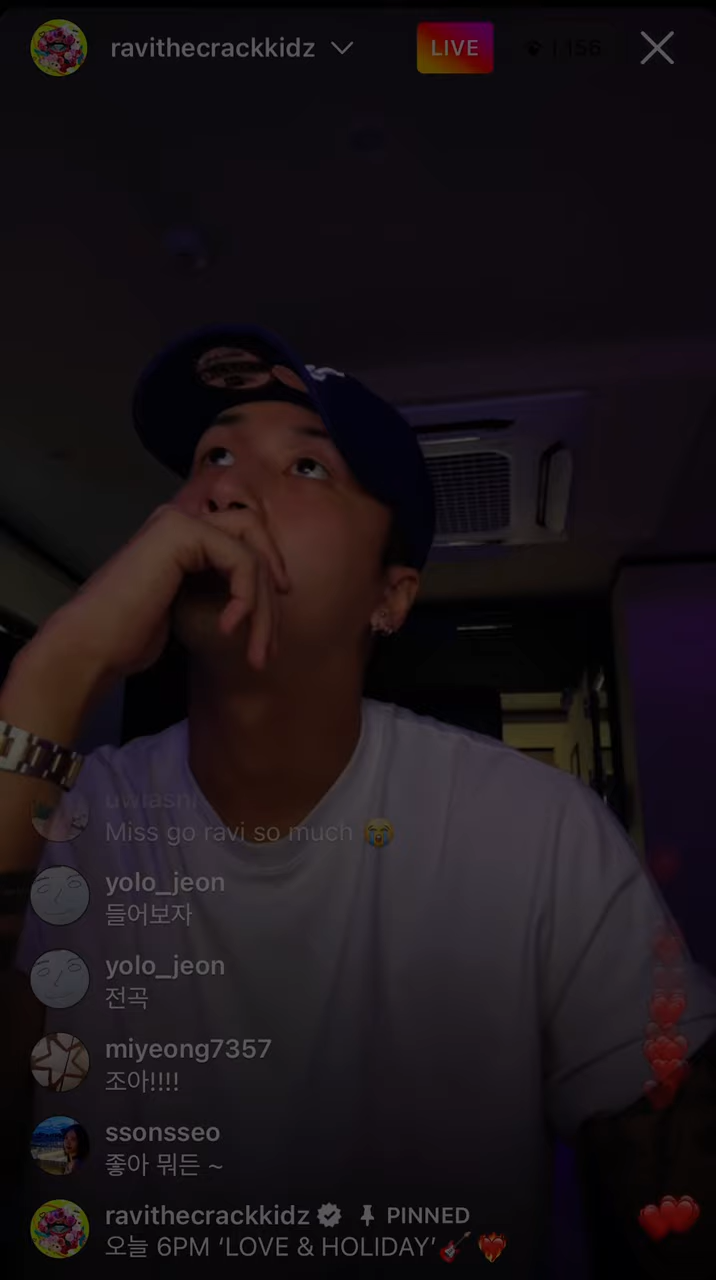 ravithecrackkidz
LIVE
Miss go ravi so much 😭
yolo_jeon
들어보자
yolo_jeon
전곡
miyeong7357
조아!!!!
ssonsseo
좋아 뭐든 ~
ravithecrackkidz PINNED
오늘 6PM ‘LOVE & HOLIDAY’🎸❤️‍🔥